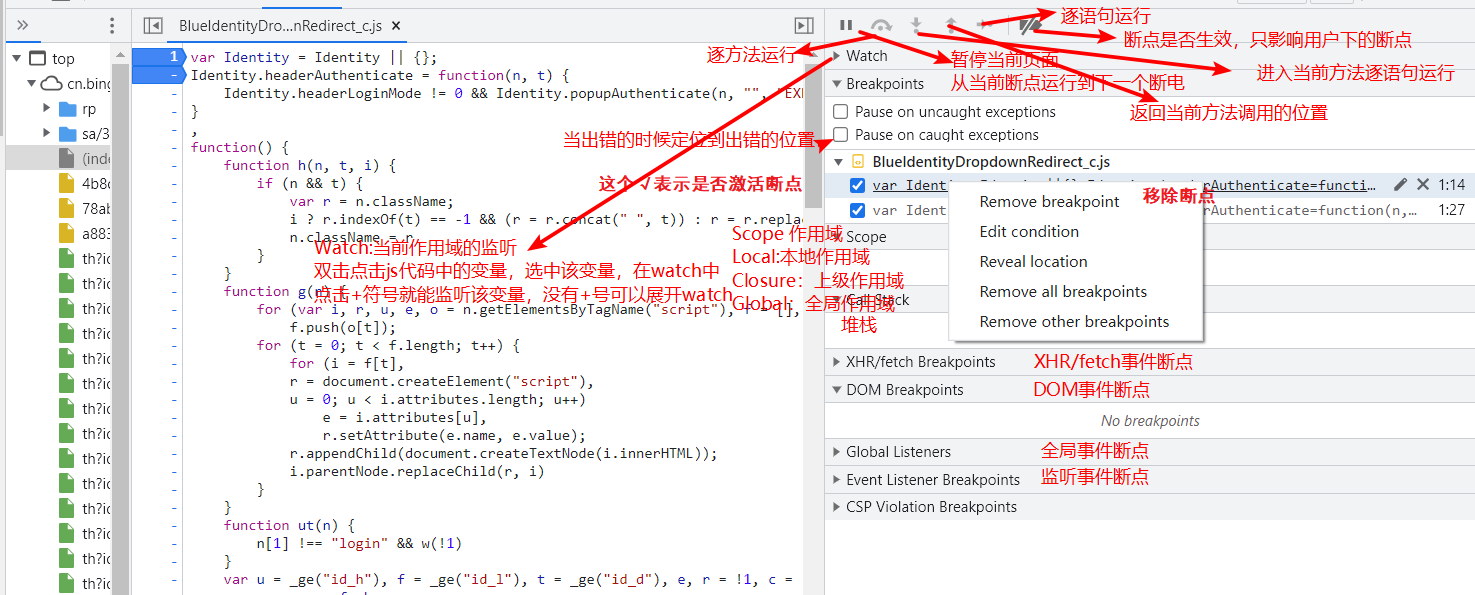 top
cn.bing
rp
sa/3
(inde
4b8d
78ab
a883
th?id
th?id
th?id
th?id
th?id
th?id
th?id
th?id
th?id
th?id
th?id
th?id
th?id
th?id
BlueIdentityDro...nRedirect_c.js ×
1 var Identity = Identity || {};
- Identity.headerAuthenticate = function(n, t) {
- Identity.headerLoginMode != 0 && Identity.popupAuthenticate(n, "", "EXP
- }
- ,
- function() {
- function h(n, t, i) {
- if (n && t) {
- var r = n.className;
- i ? r.indexOf(t) == -1 && (r = r.concat(" ", t)) : r = r.repla
- n.className = r
- }
- }
- function g(n) {
- for (var i, r, u, e, o = n.getElementsByTagName("script"), f = [],
- f.push(o[t]);
- for (t = 0; t < f.length; t++) {
- for (i = f[t],
- r = document.createElement("script"),
- u = 0; u < i.attributes.length; u++)
- e = i.attributes[u],
- r.setAttribute(e.name, e.value);
- r.appendChild(document.createTextNode(i.innerHTML));
- i.parentNode.replaceChild(r, i)
- }
- }
- function ut(n) {
- n[1] !== "login" && w(!1)
- }
- var u = _ge("id_h"), f = _ge("id_l"), t = _ge("id_d"), e, r = !1, c =
逐方法运行
当出错的时候定位到出错的位置
这个 √ 表示是否激活断点
Watch:当前作用域的监听
双击点击js代码中的变量，选中该变量，在watch中
点击+符号就能监听该变量，没有+号可以展开watch
Scope 作用域
Local:本地作用域
Closure：上级作用域
Global：全局作用域
堆栈
逐语句运行
断点是否生效，只影响用户下的断点
暂停当前页面
从当前断点运行到下一个断电
进入当前方法逐语句运行
返回当前方法调用的位置
Watch
Breakpoints
Pause on uncaught exceptions
Pause on caught exceptions
BlueIdentityDropdownRedirect_c.js
var Ident
rAuthenticate=functi... 1:14
var Ident
rAuthenticate=function(n,... 1:27
移除断点
Remove breakpoint
Edit condition
Reveal location
Remove all breakpoints
Remove other breakpoints
Scope
Call Stack
XHR/fetch Breakpoints XHR/fetch事件断点
DOM Breakpoints DOM事件断点
No breakpoints
Global Listeners 全局事件断点
Event Listener Breakpoints 监听事件断点
CSP Violation Breakpoints